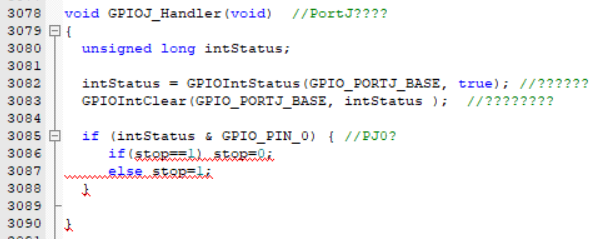 3078 void GPIOJ_Handler(void)  //PortJ????
3079 {
3080   unsigned long intStatus;
3081
3082   intStatus = GPIOIntStatus(GPIO_PORTJ_BASE, true); //??????
3083   GPIOIntClear(GPIO_PORTJ_BASE, intStatus );  //????????
3084
3085   if (intStatus & GPIO_PIN_0) { //PJ0?
3086      if(stop==1) stop=0;
3087      else stop=1;
3088   }
3089
3090 }